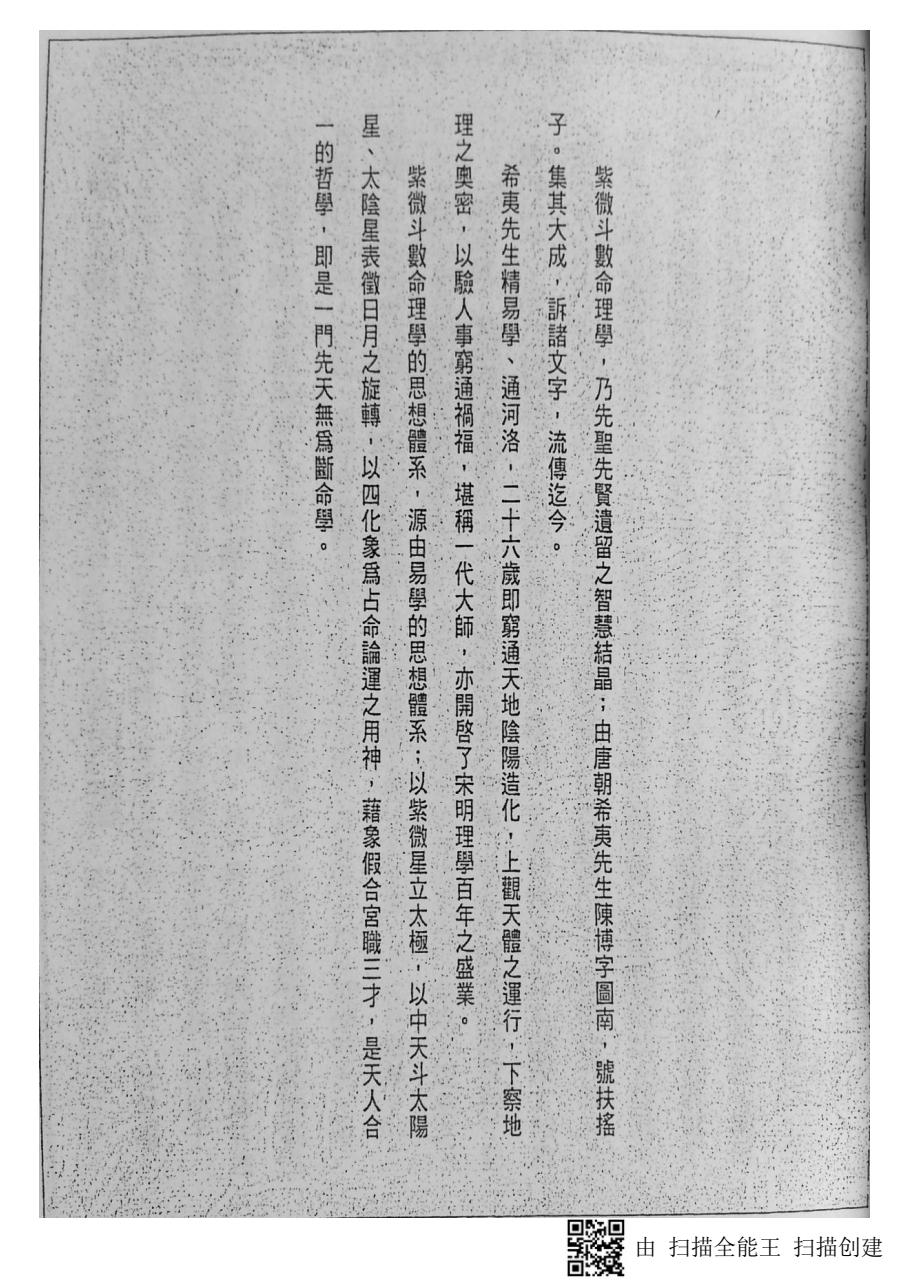 紫微斗數命理學，乃先聖先賢遺留之智慧結晶；由唐朝希夷先生陳博字圖南，號扶搖
子。集其大成，訴諸文字，流傳迄今。
希夷先生精易學、通河洛，二十六歲即窮通天地陰陽造化，上觀天體之運行，下察地
理之奧密，以驗人事窮通禍福，堪稱一代大師，亦開啓了宋明理學百年之盛業。
紫微斗數命理學的思想體系，源由易學的思想體系；以紫微星立太極，以中天斗太陽
星、太陰星表徵日月之旋轉，以四化象爲占命論運之用神，藉象假合宮職三才，是天人合
一的哲學，即是一門先天無爲斷命學。
由 扫描全能王 扫描创建